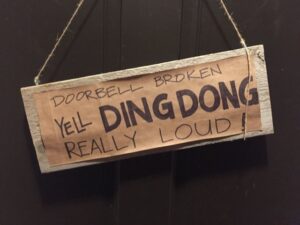 DOORBELL BROKEN
YELL DING DONG
REALLY LOUD!